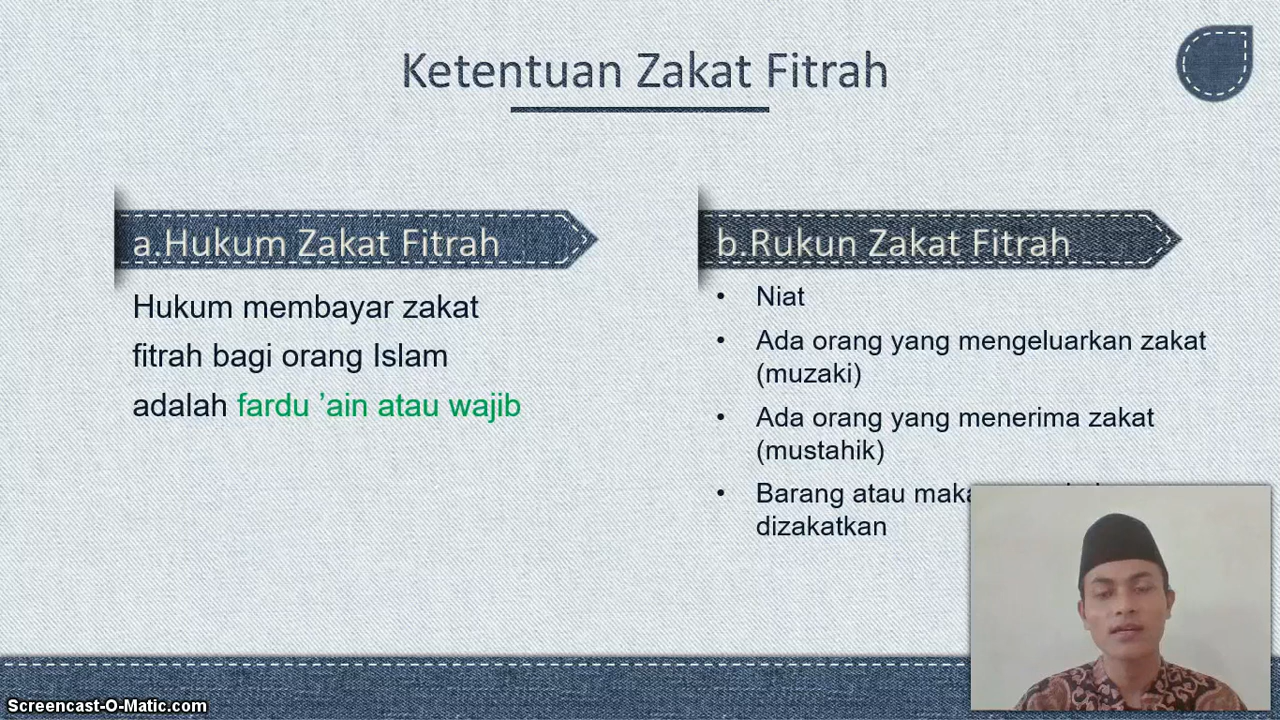 Ketentuan Zakat Fitrah
a.Hukum Zakat Fitrah
Hukum membayar zakat
fitrah bagi orang Islam
adalah fardu ’ain atau wajib
b.Rukun Zakat Fitrah
• Niat
• Ada orang yang mengeluarkan zakat
(muzaki)
• Ada orang yang menerima zakat
(mustahik)
• Barang atau
dizakatkan
Screencast-O-Matic.com